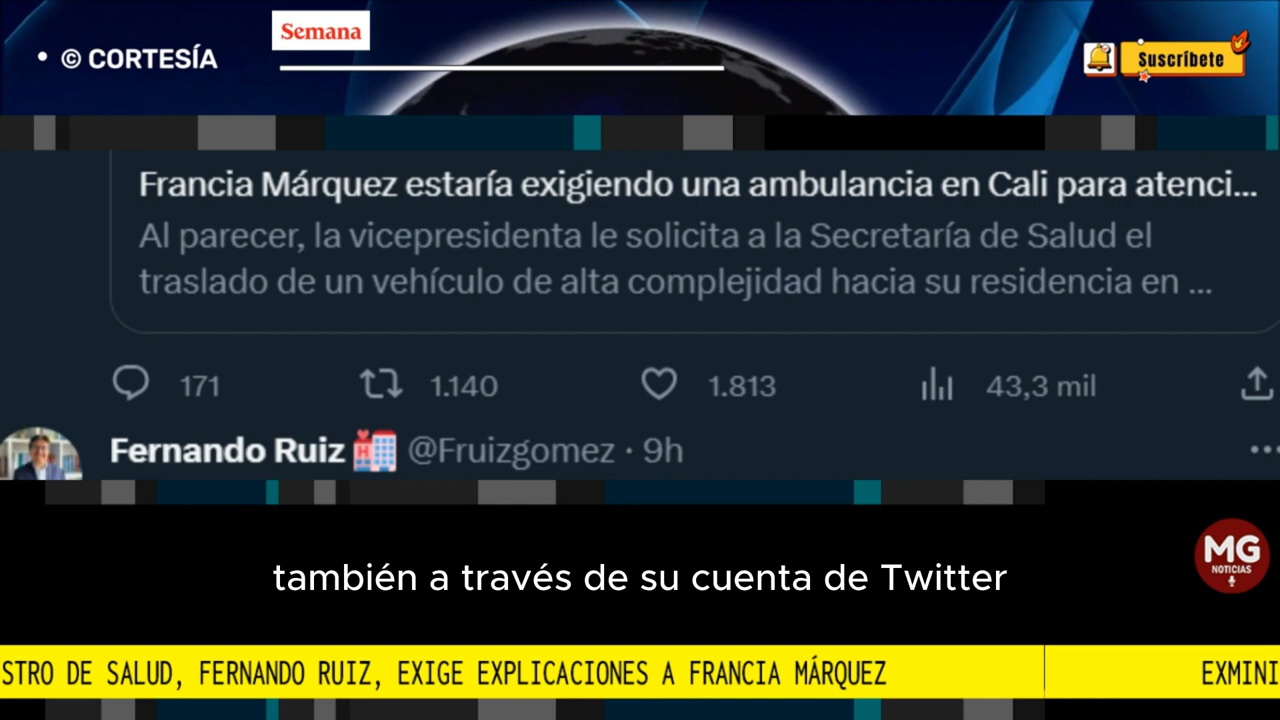 • © CORTESÍA
Semana
Suscríbete
Francia Márquez estaría exigiendo una ambulancia en Cali para atenci...
Al parecer, la vicepresidenta le solicita a la Secretaría de Salud el
traslado de un vehículo de alta complejidad hacia su residencia en ...
171 1.140 1.813 43,3 mil
Fernando Ruiz 🏩 @Fruizgomez · 9h
también a través de su cuenta de Twitter
MG
NOTICIAS
STRO DE SALUD, FERNANDO RUIZ, EXIGE EXPLICACIONES A FRANCIA MÁRQUEZ EXMINI